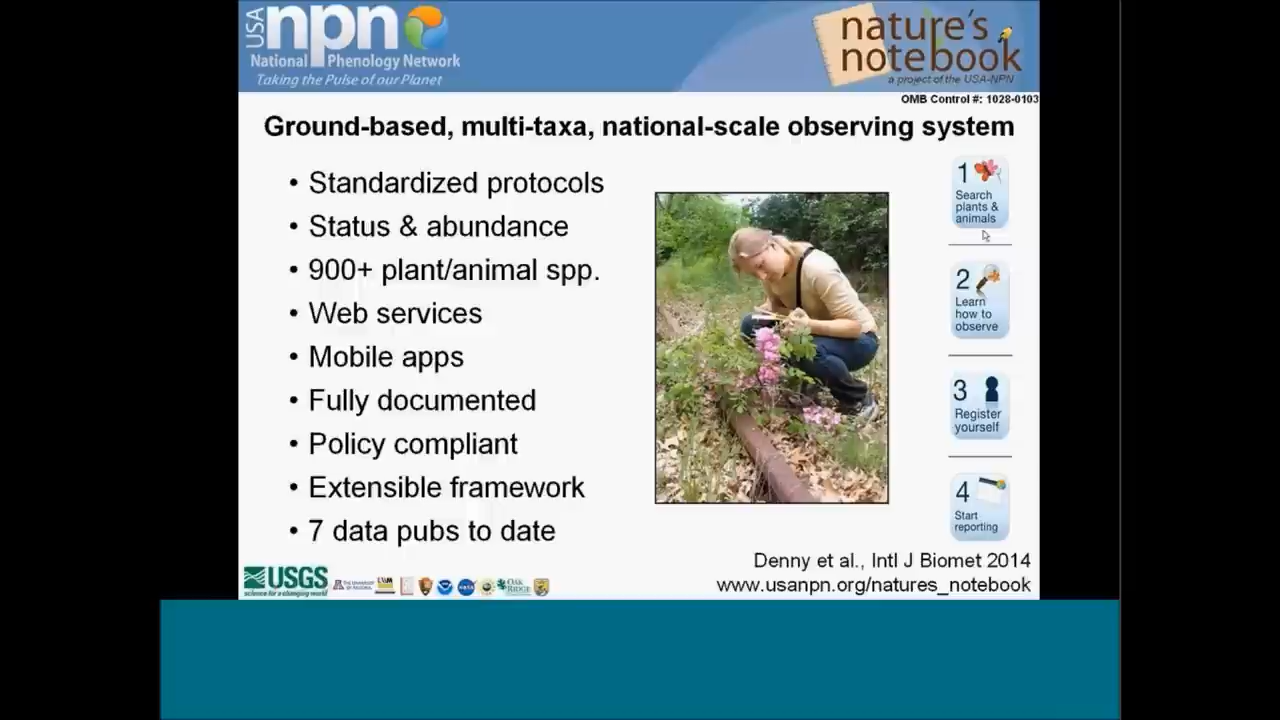 USA npn
National Phenology Network
Taking the Pulse of our Planet
nature's
notebook
a project of the USA-NPN
OMB Control #: 1028-0103
Ground-based, multi-taxa, national-scale observing system
• Standardized protocols
• Status & abundance
• 900+ plant/animal spp.
• Web services
• Mobile apps
• Fully documented
• Policy compliant
• Extensible framework
• 7 data pubs to date
1
Search
plants &
animals
2
Learn
how to
observe
3
Register
yourself
4
Start
reporting
Denny et al., Intl J Biomet 2014
www.usanpn.org/natures_notebook
USGS
science for a changing world
OAK
RIDGE